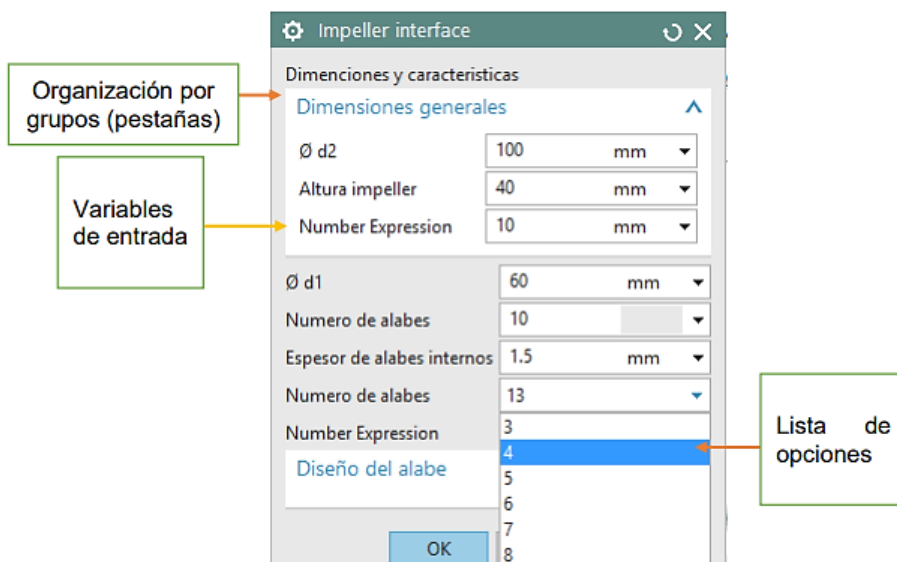 Impeller interface
Dimenciones y caracteristicas
Organización por
grupos (pestañas)
Dimensiones generales
Ø d2 100 mm
Altura impeller 40 mm
Variables
de entrada
Number Expression 10 mm
Ø d1 60 mm
Numero de alabes 10
Espesor de alabes internos 1.5 mm
Numero de alabes 13
Number Expression
3
4
5
6
7
8
Lista de
opciones
Diseño del alabe
OK